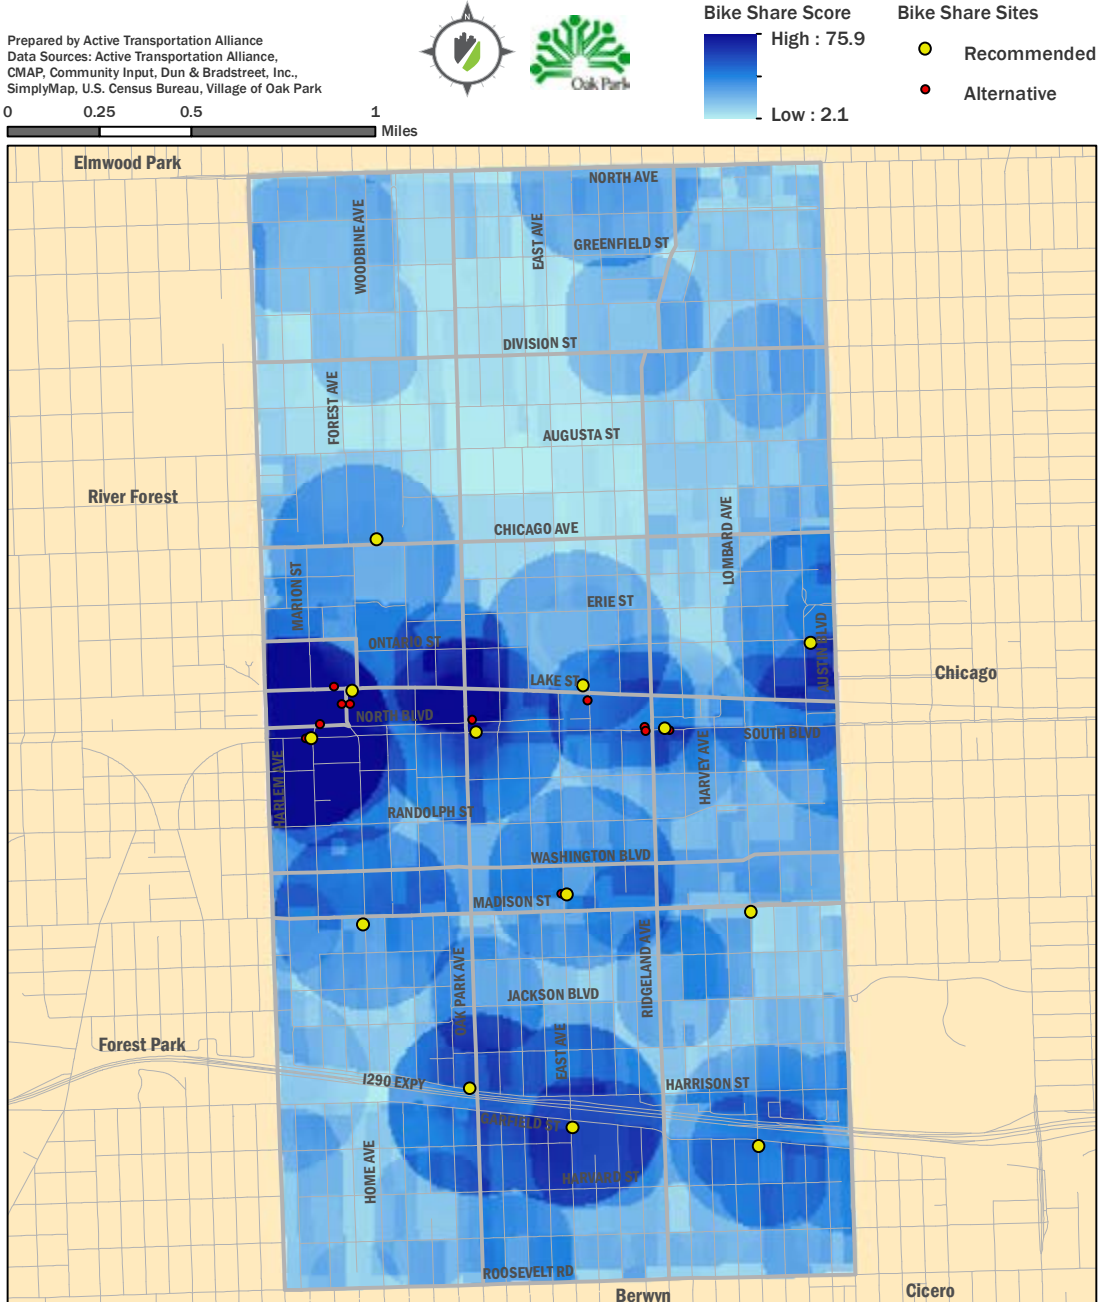 Prepared by Active Transportation Alliance
Data Sources: Active Transportation Alliance,
CMAP, Community Input, Dun & Bradstreet, Inc.,
SimplyMap, U.S. Census Bureau, Village of Oak Park
0 0.25 0.5 1
Miles
N
Oak Park
Bike Share Score
High : 75.9
Low : 2.1
Bike Share Sites
Recommended
Alternative
Elmwood Park
NORTH AVE
WOODBINE AVE
EAST AVE
GREENFIELD ST
DIVISION ST
FOREST AVE
AUGUSTA ST
River Forest
CHICAGO AVE
LOMBARD AVE
MARION ST
ERIE ST
ONTARIO ST
AUSTIN BLVD
Chicago
LAKE ST
NORTH BLVD
SOUTH BLVD
HARLEM AVE
HARVEY AVE
RANDOLPH ST
WASHINGTON BLVD
MADISON ST
OAK PARK AVE
RIDGELAND AVE
JACKSON BLVD
Forest Park
EAST AVE
I290 EXPY
HARRISON ST
GARFIELD ST
HOME AVE
HARVARD ST
ROOSEVELT RD
Berwyn
Cicero